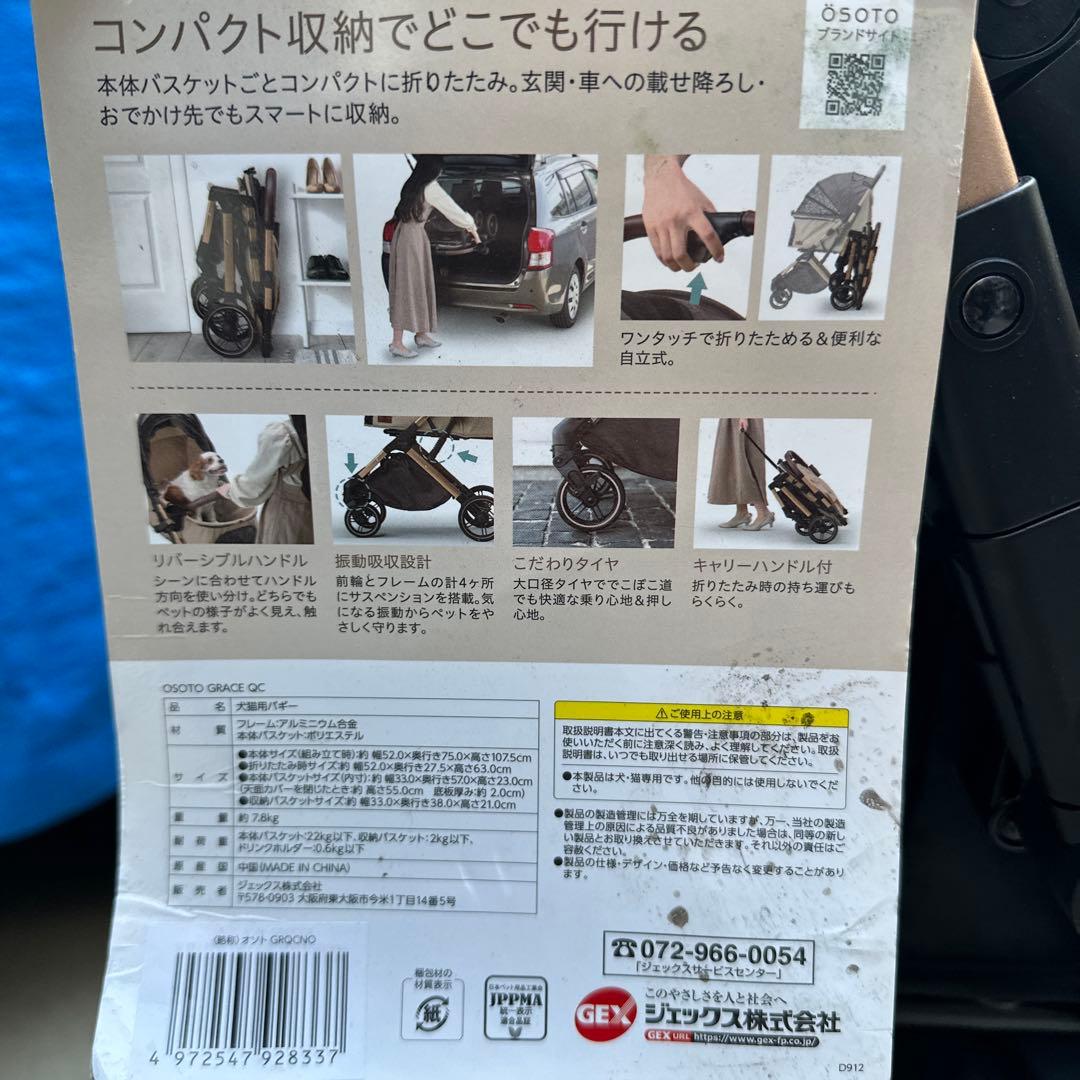 コンパクト収納でどこでも行ける
本体バスケットごとコンパクトに折りたたみ。玄関・車への載せ降ろし・
おでかけ先でもスマートに収納。
ÖSOTO
ブランドサイト
ワンタッチで折りたためる＆便利な
自立式。
リバーシブルハンドル
シーンに合わせてハンドル
方向を使い分け。どちらでも
ペットの様子がよく見え、触
れ合えます。
振動吸収設計
前輪とフレームの計4ヶ所
にサスペンションを搭載。気
になる振動からペットをや
さしく守ります。
こだわりタイヤ
大口径タイヤででこぼこ道
でも快適な乗り心地＆押し
心地。
キャリーハンドル付
折りたたみ時の持ち運びも
らくらく。
OSOTO GRACE QC
品名 犬猫用バギー
材質 フレーム:アルミニウム合金
本体バスケット:ポリエステル
サイズ ●本体サイズ(組み立て時):約 幅52.0×奥行き75.0×高さ107.5cm
●折りたたみ時サイズ:約 幅52.0×奥行き27.5×高さ63.0cm
●本体バスケットサイズ(内寸):約 幅33.0×奥行き57.0×高さ23.0cm
(天面カバーを閉じたとき:約 高さ55.0cm 底板厚み:約 2.0cm)
●収納バスケットサイズ:約 幅33.0×奥行き38.0×高さ21.0cm
重量 約 7.8kg
耐荷重 本体バスケット:22kg以下、収納バスケット:2kg以下、
ドリンクホルダー:0.6kg以下
原産国 中国(MADE IN CHINA)
販売者 ジェックス株式会社
〒578-0903 大阪府東大阪市今米1丁目14番5号
⚠ご使用上の注意
取扱説明書本文に出てくる警告・注意事項の部分は、製品をお
使いいただく前に注意深く読み、よく理解してください。取扱
説明書は、いつでも取り出せる場所に保管してください。
●本製品は犬・猫専用です。他の目的には使用しないでくだ
さい。
●製品の製造管理には万全を期していますが、万一、当社の製造
管理上の原因による品質不良がありました場合は、同等の新し
い製品とお取り換えさせていただきます。それ以外の責任はご
容赦ください。
●製品の仕様・デザイン・価格など予告なく変更することがあり
ます。
(略称)オソト GRQCNO
4 972547 928337
梱包材の
材質表示
紙
日本ペット用品工業会
JPPMA
統一表示
適合品証
☎072-966-0054
「ジェックスサービスセンター」
GEX
このやさしさを人と社会へ
ジェックス株式会社
GEX URL https://www.gex-fp.co.jp/
D912